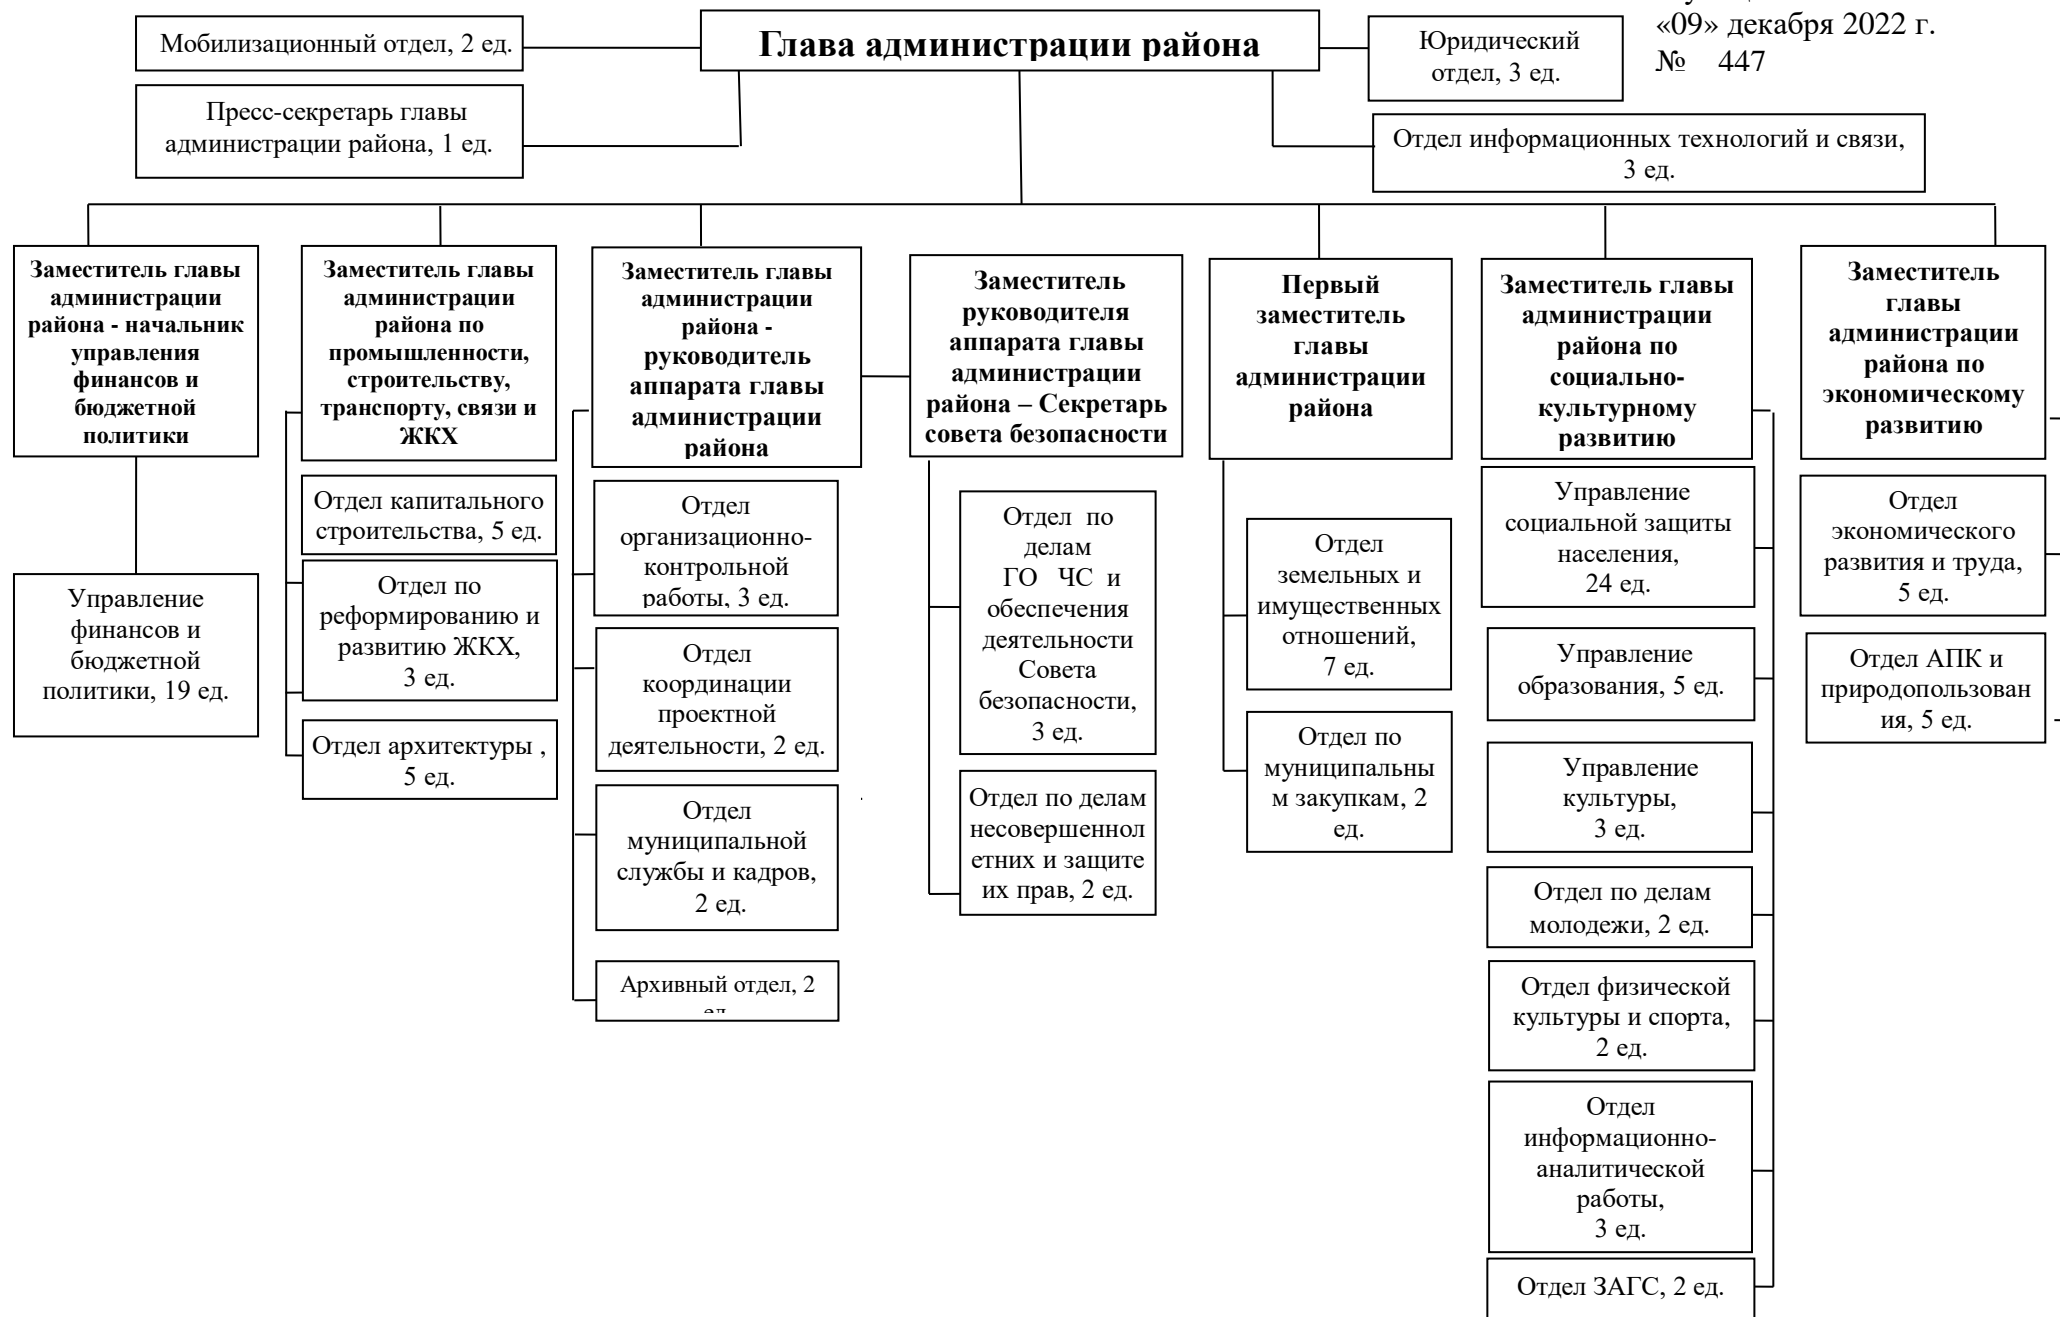 «09» декабря 2022 г.
№ 447
Глава администрации района
Мобилизационный отдел, 2 ед.
Юридический
отдел, 3 ед.
Пресс-секретарь главы
администрации района, 1 ед.
Отдел информационных технологий и связи,
3 ед.
Заместитель главы
администрации
района - начальник
управления
финансов и
бюджетной
политики
Управление
финансов и
бюджетной
политики, 19 ед.
Заместитель главы
администрации
района по
промышленности,
строительству,
транспорту, связи и
ЖКХ
Отдел капитального
строительства, 5 ед.
Отдел по
реформированию и
развитию ЖКХ,
3 ед.
Отдел архитектуры ,
5 ед.
Заместитель главы
администрации
района -
руководитель
аппарата главы
администрации
района
Отдел
организационно-
контрольной
работы, 3 ед.
Отдел
координации
проектной
деятельности, 2 ед.
Отдел
муниципальной
службы и кадров,
2 ед.
Архивный отдел, 2
ед.
Заместитель
руководителя
аппарата главы
администрации
района – Секретарь
совета безопасности
Отдел по
делам
ГО ЧС и
обеспечения
деятельности
Совета
безопасности,
3 ед.
Отдел по делам
несовершеннол
етних и защите
их прав, 2 ед.
Первый
заместитель
главы
администрации
района
Отдел
земельных и
имущественных
отношений,
7 ед.
Отдел по
муниципальны
м закупкам, 2
ед.
Заместитель главы
администрации
района по
социально-
культурному
развитию
Управление
социальной защиты
населения,
24 ед.
Управление
образования, 5 ед.
Управление
культуры,
3 ед.
Отдел по делам
молодежи, 2 ед.
Отдел физической
культуры и спорта,
2 ед.
Отдел
информационно-
аналитической
работы,
3 ед.
Отдел ЗАГС, 2 ед.
Заместитель
главы
администрации
района по
экономическому
развитию
Отдел
экономического
развития и труда,
5 ед.
Отдел АПК и
природопользован
ия, 5 ед.